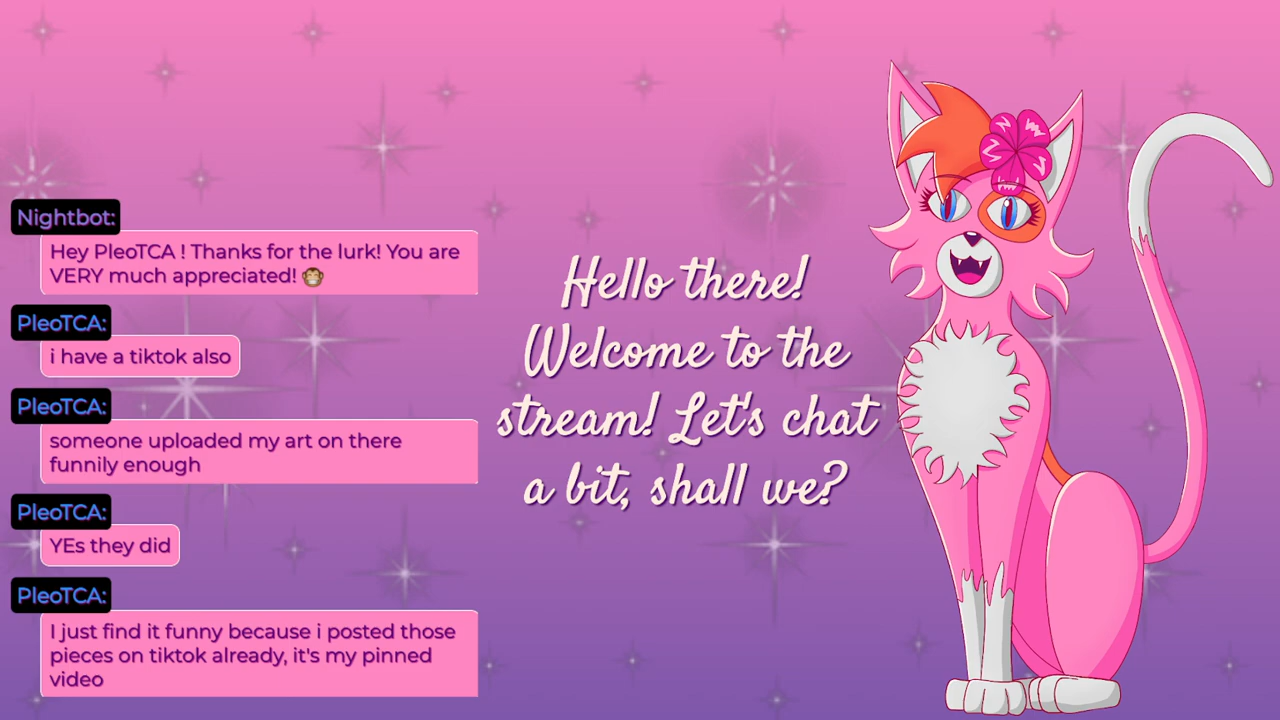 Nightbot:
Hey PleoTCA ! Thanks for the lurk! You are
VERY much appreciated! 🐵
PleoTCA:
i have a tiktok also
PleoTCA:
someone uploaded my art on there
funnily enough
PleoTCA:
YEs they did
PleoTCA:
I just find it funny because i posted those
pieces on tiktok already, it's my pinned
video
Hello there!
Welcome to the
stream! Let's chat
a bit, shall we?